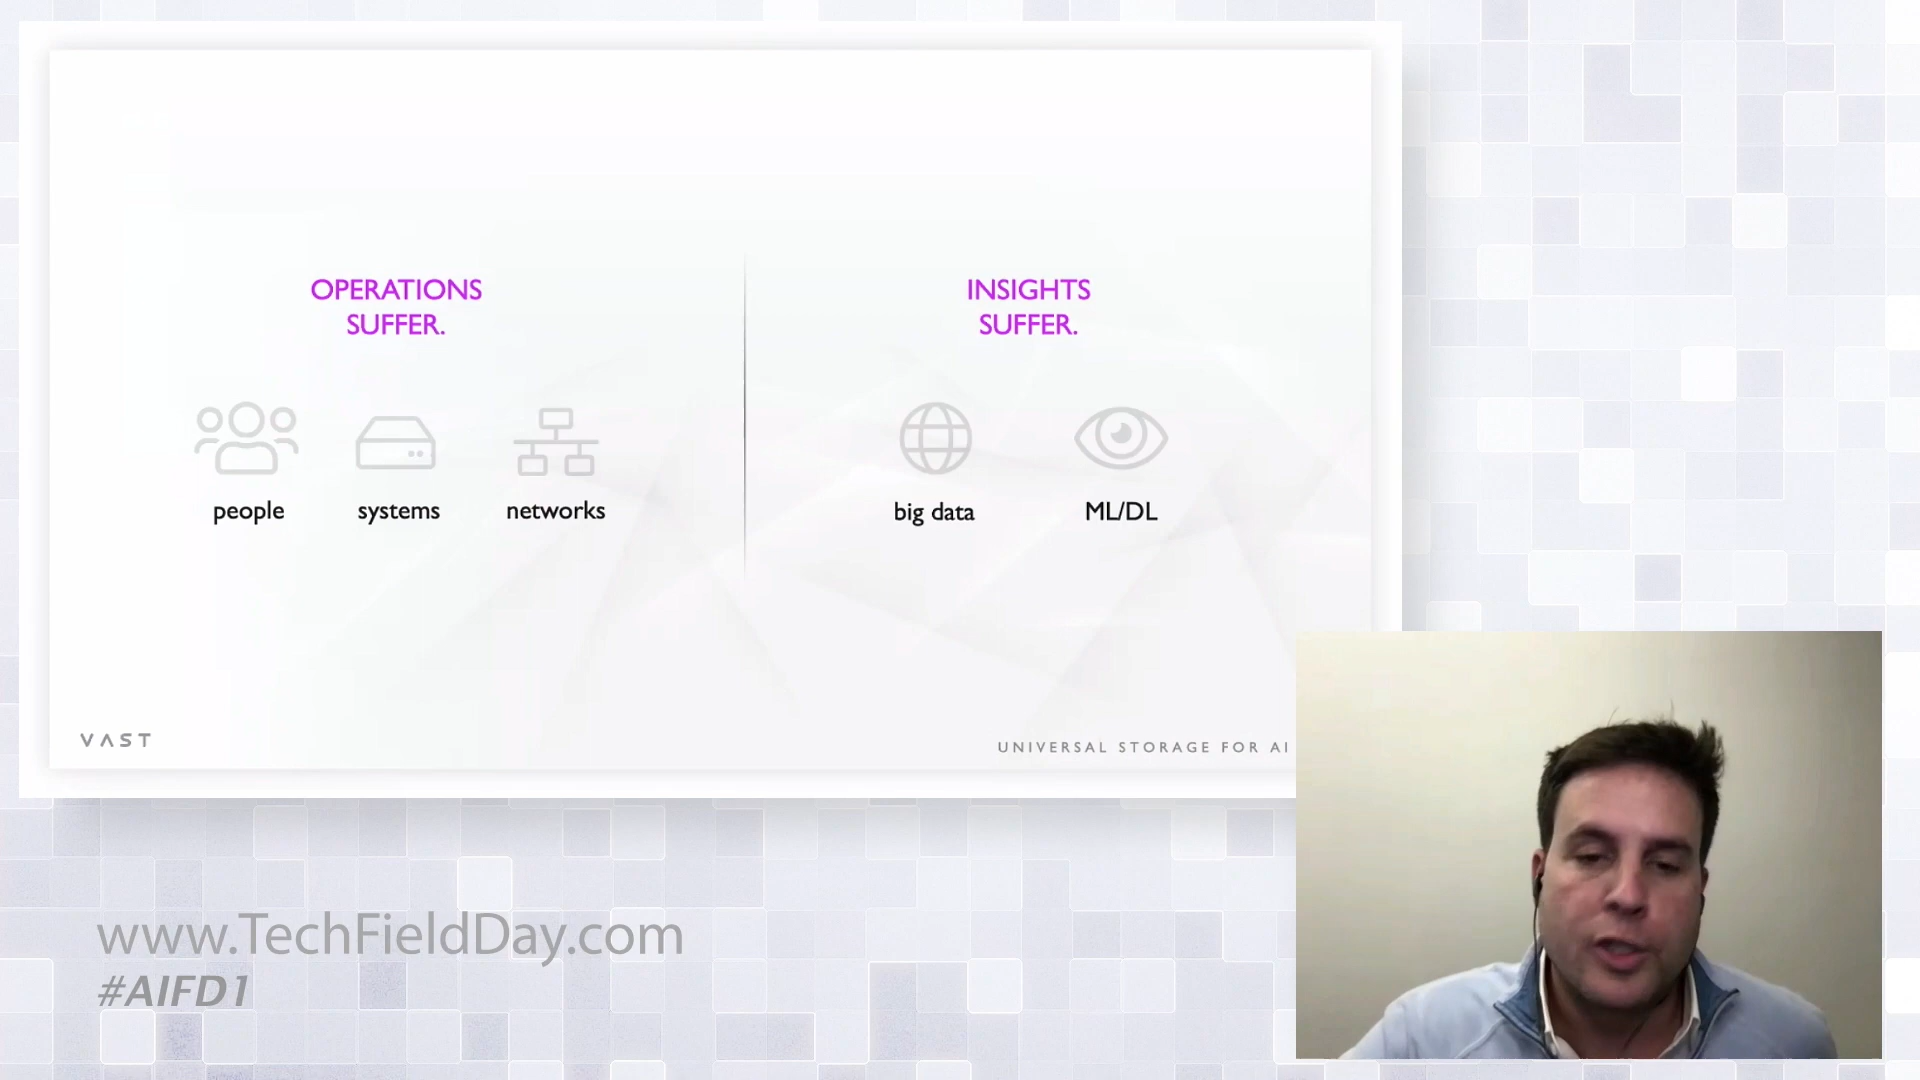 OPERATIONS
SUFFER.
people
systems
networks
INSIGHTS
SUFFER.
big data
ML/DL
VAST
UNIVERSAL STORAGE FOR AI
www.TechFieldDay.com
#AIFD1